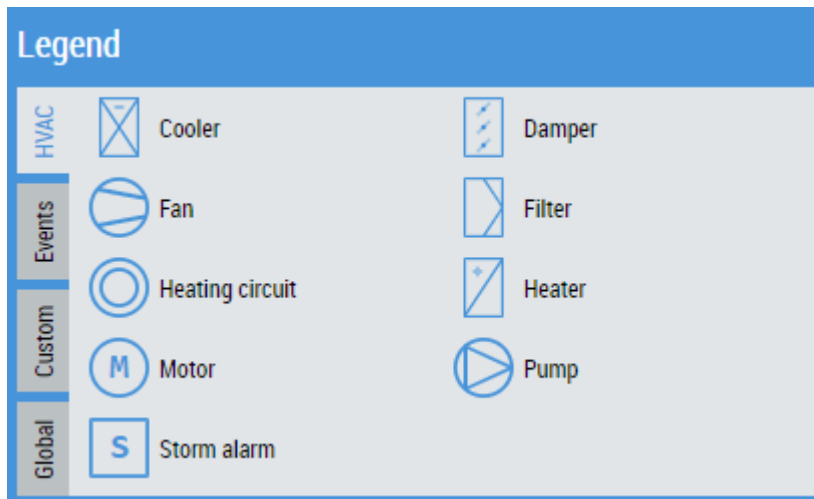 Legend
HVAC
Events
Custom
Global
Cooler
Damper
Fan
Filter
Heating circuit
Heater
M
Motor
Pump
S
Storm alarm